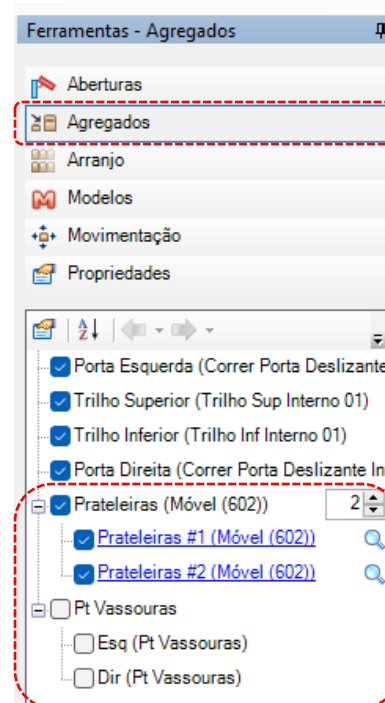 Ferramentas - Agregados
Aberturas
Agregados
Arranjo
Modelos
Movimentação
Propriedades
Porta Esquerda (Correr Porta Deslizante
Trilho Superior (Trilho Sup Interno 01)
Trilho Inferior (Trilho Inf Interno 01)
Porta Direita (Correr Porta Deslizante In
Prateleiras (Móvel (602)) 2
Prateleiras #1 (Móvel (602))
Prateleiras #2 (Móvel (602))
Pt Vassouras
Esq (Pt Vassouras)
Dir (Pt Vassouras)